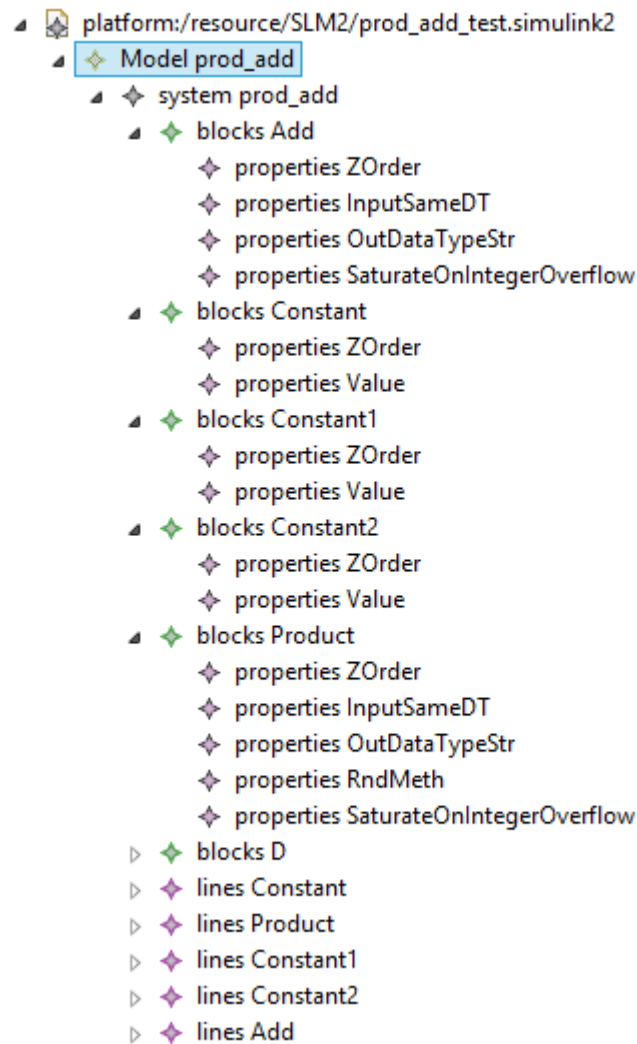 platform:/resource/SLM2/prod_add_test.simulink2
Model prod_add
system prod_add
blocks Add
properties ZOrder
properties InputSameDT
properties OutDataTypeStr
properties SaturateOnIntegerOverflow
blocks Constant
properties ZOrder
properties Value
blocks Constant1
properties ZOrder
properties Value
blocks Constant2
properties ZOrder
properties Value
blocks Product
properties ZOrder
properties InputSameDT
properties OutDataTypeStr
properties RndMeth
properties SaturateOnIntegerOverflow
blocks D
lines Constant
lines Product
lines Constant1
lines Constant2
lines Add